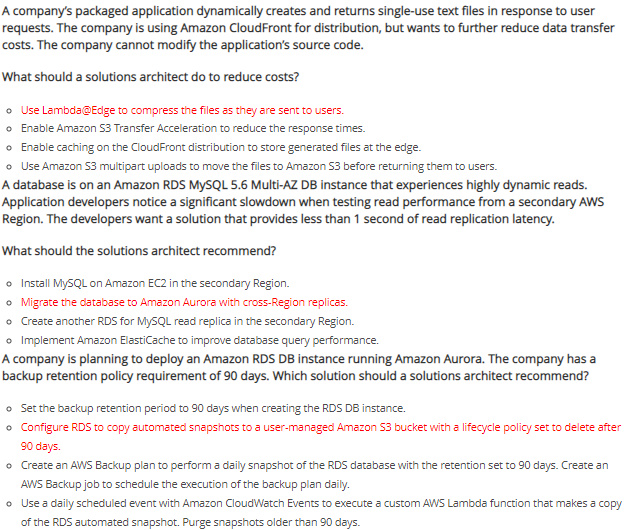 A company's packaged application dynamically creates and returns single-use text files in response to user
requests. The company is using Amazon CloudFront for distribution, but wants to further reduce data transfer
costs. The company cannot modify the application's source code.
What should a solutions architect do to reduce costs?
Use Lambda@Edge to compress the files as they are sent to users.
Enable Amazon S3 Transfer Acceleration to reduce the response times.
Enable caching on the CloudFront distribution to store generated files at the edge.
Use Amazon S3 multipart uploads to move the files to Amazon S3 before returning them to users.
A database is on an Amazon RDS MySQL 5.6 Multi-AZ DB instance that experiences highly dynamic reads.
Application developers notice a significant slowdown when testing read performance from a secondary AWS
Region. The developers want a solution that provides less than 1 second of read replication latency.
What should the solutions architect recommend?
Install MySQL on Amazon EC2 in the secondary Region.
Migrate the database to Amazon Aurora with cross-Region replicas.
Create another RDS for MySQL read replica in the secondary Region.
Implement Amazon ElastiCache to improve database query performance.
A company is planning to deploy an Amazon RDS DB instance running Amazon Aurora. The company has a
backup retention policy requirement of 90 days. Which solution should a solutions architect recommend?
Set the backup retention period to 90 days when creating the RDS DB instance.
Configure RDS to copy automated snapshots to a user-managed Amazon S3 bucket with a lifecycle policy set to delete after
90 days.
Create an AWS Backup plan to perform a daily snapshot of the RDS database with the retention set to 90 days. Create an
AWS Backup job to schedule the execution of the backup plan daily.
Use a daily scheduled event with Amazon CloudWatch Events to execute a custom AWS Lambda function that makes a copy
of the RDS automated snapshot. Purge snapshots older than 90 days.